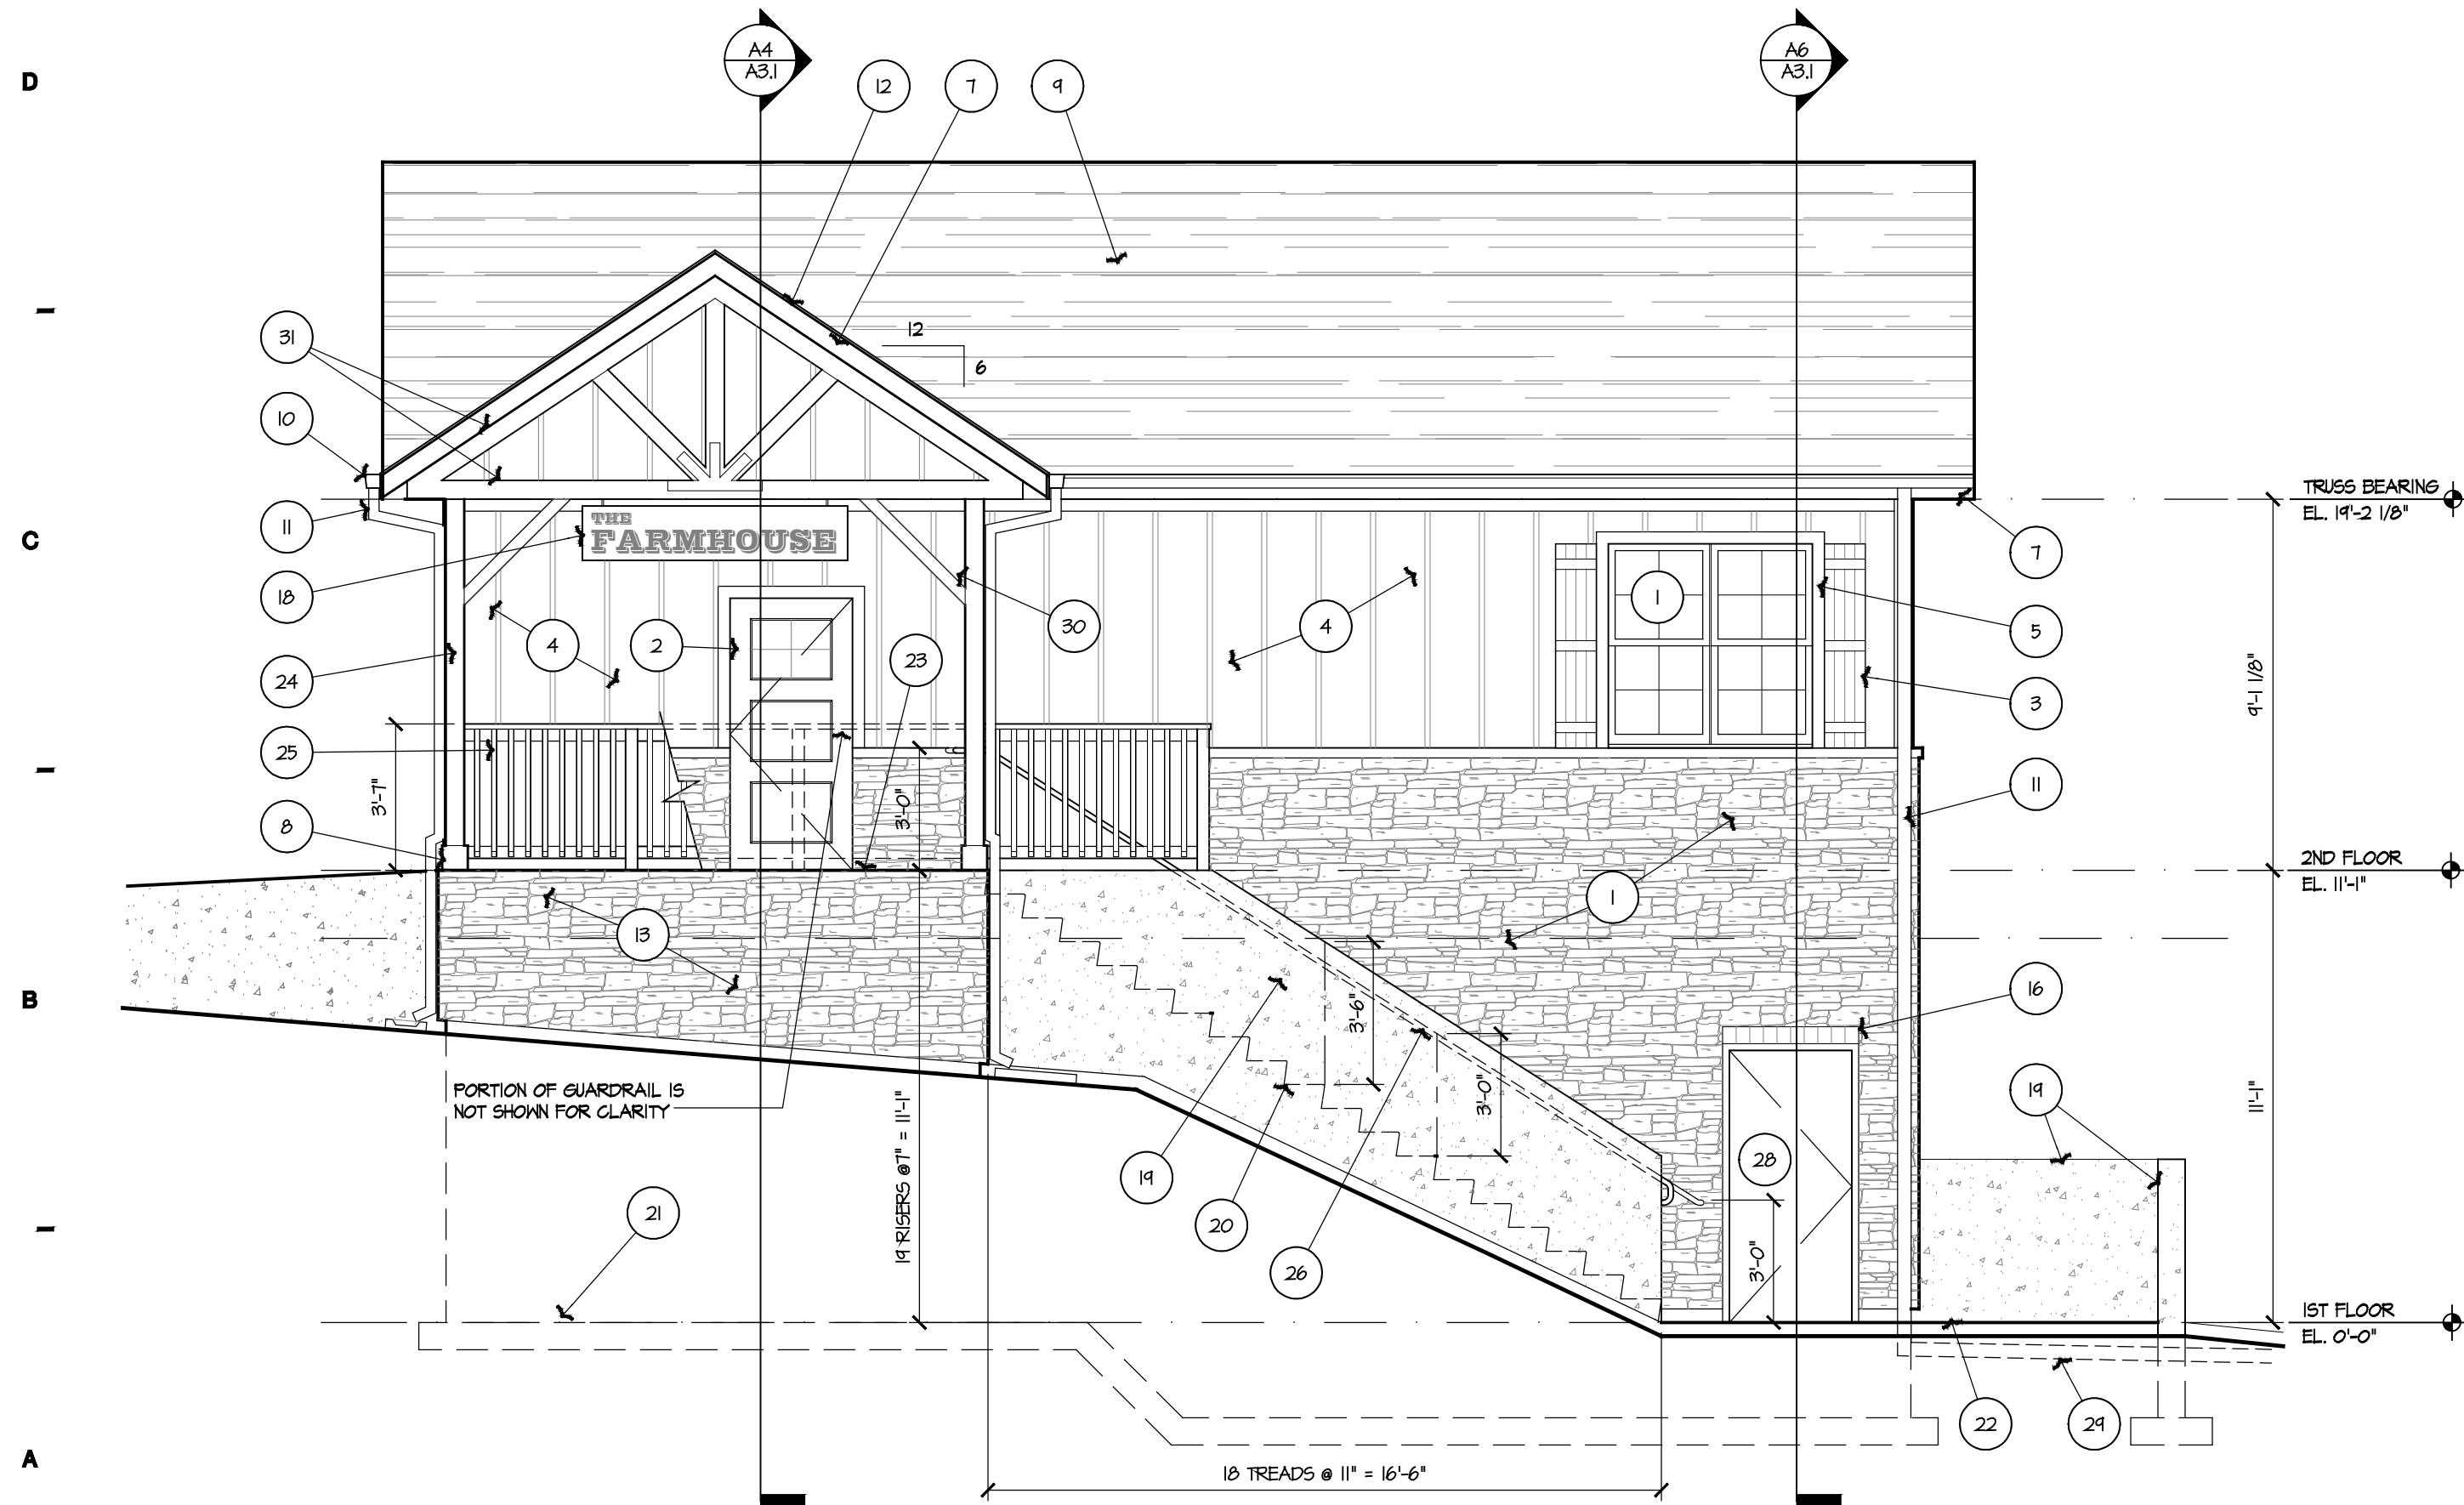 A4
A3.1
A6
A3.1
D
12
7
9
12
6
31
10
TRUSS BEARING
EL. 19'-2 1/8"
11
C
THE
FARMHOUSE
7
18
1
4
2
30
4
5
23
24
3
9'-1 1/8"
25
3'-7"
3'-0"
11
8
2ND FLOOR
EL. 11'-1"
1
13
B
16
3'-6"
PORTION OF GUARDRAIL IS
NOT SHOWN FOR CLARITY
3'-0"
19
11'-1"
19 RISERS @7" = 11'-1"
19
28
21
20
26
3'-0"
1ST FLOOR
EL. 0'-0"
22
29
A
18 TREADS @ 11" = 16'-6"